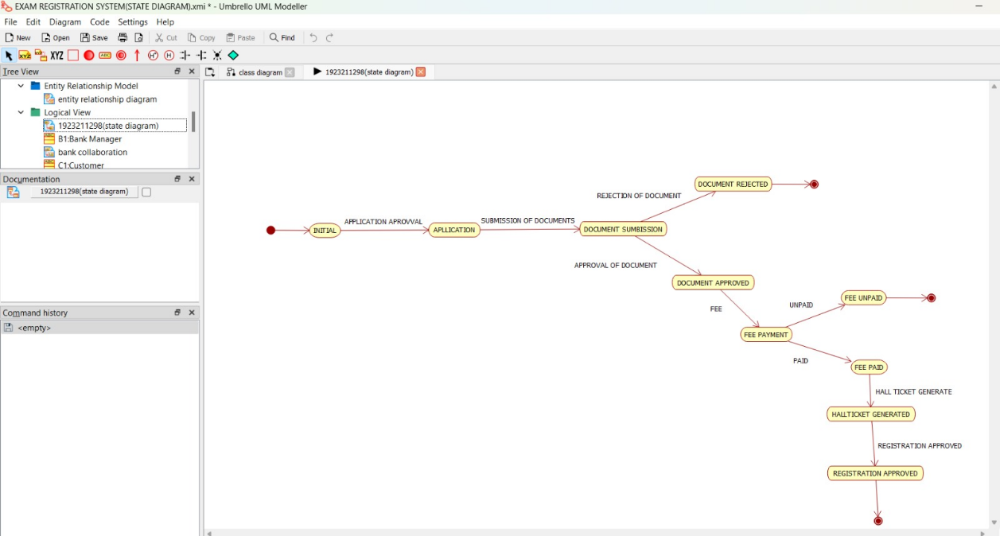 EXAM REGISTRATION SYSTEM(STATE DIAGRAM).xmi * - Umbrello UML Modeller
File Edit Diagram Code Settings Help
New Open Save Cut Copy Paste Find
XYZ XYZ ABC H* H
Tree View
class diagram
1923211298(state diagram)
Entity Relationship Model
entity relationship diagram
Logical View
1923211298(state diagram)
B1:Bank Manager
bank collaboration
C1:Customer
Documentation
1923211298(state diagram)
Command history
<empty>
DOCUMENT REJECTED
REJECTION OF DOCUMENT
INITIAL
APPLICATION APROVVAL
APLLICATION
SUBMISSION OF DOCUMENTS
DOCUMENT SUMBISSION
APPROVAL OF DOCUMENT
DOCUMENT APPROVED
FEE
UNPAID
FEE UNPAID
FEE PAYMENT
PAID
FEE PAID
HALL TICKET GENERATE
HALLTICKET GENERATED
REGISTRATION APPROVED
REGISTRATION APPROVED